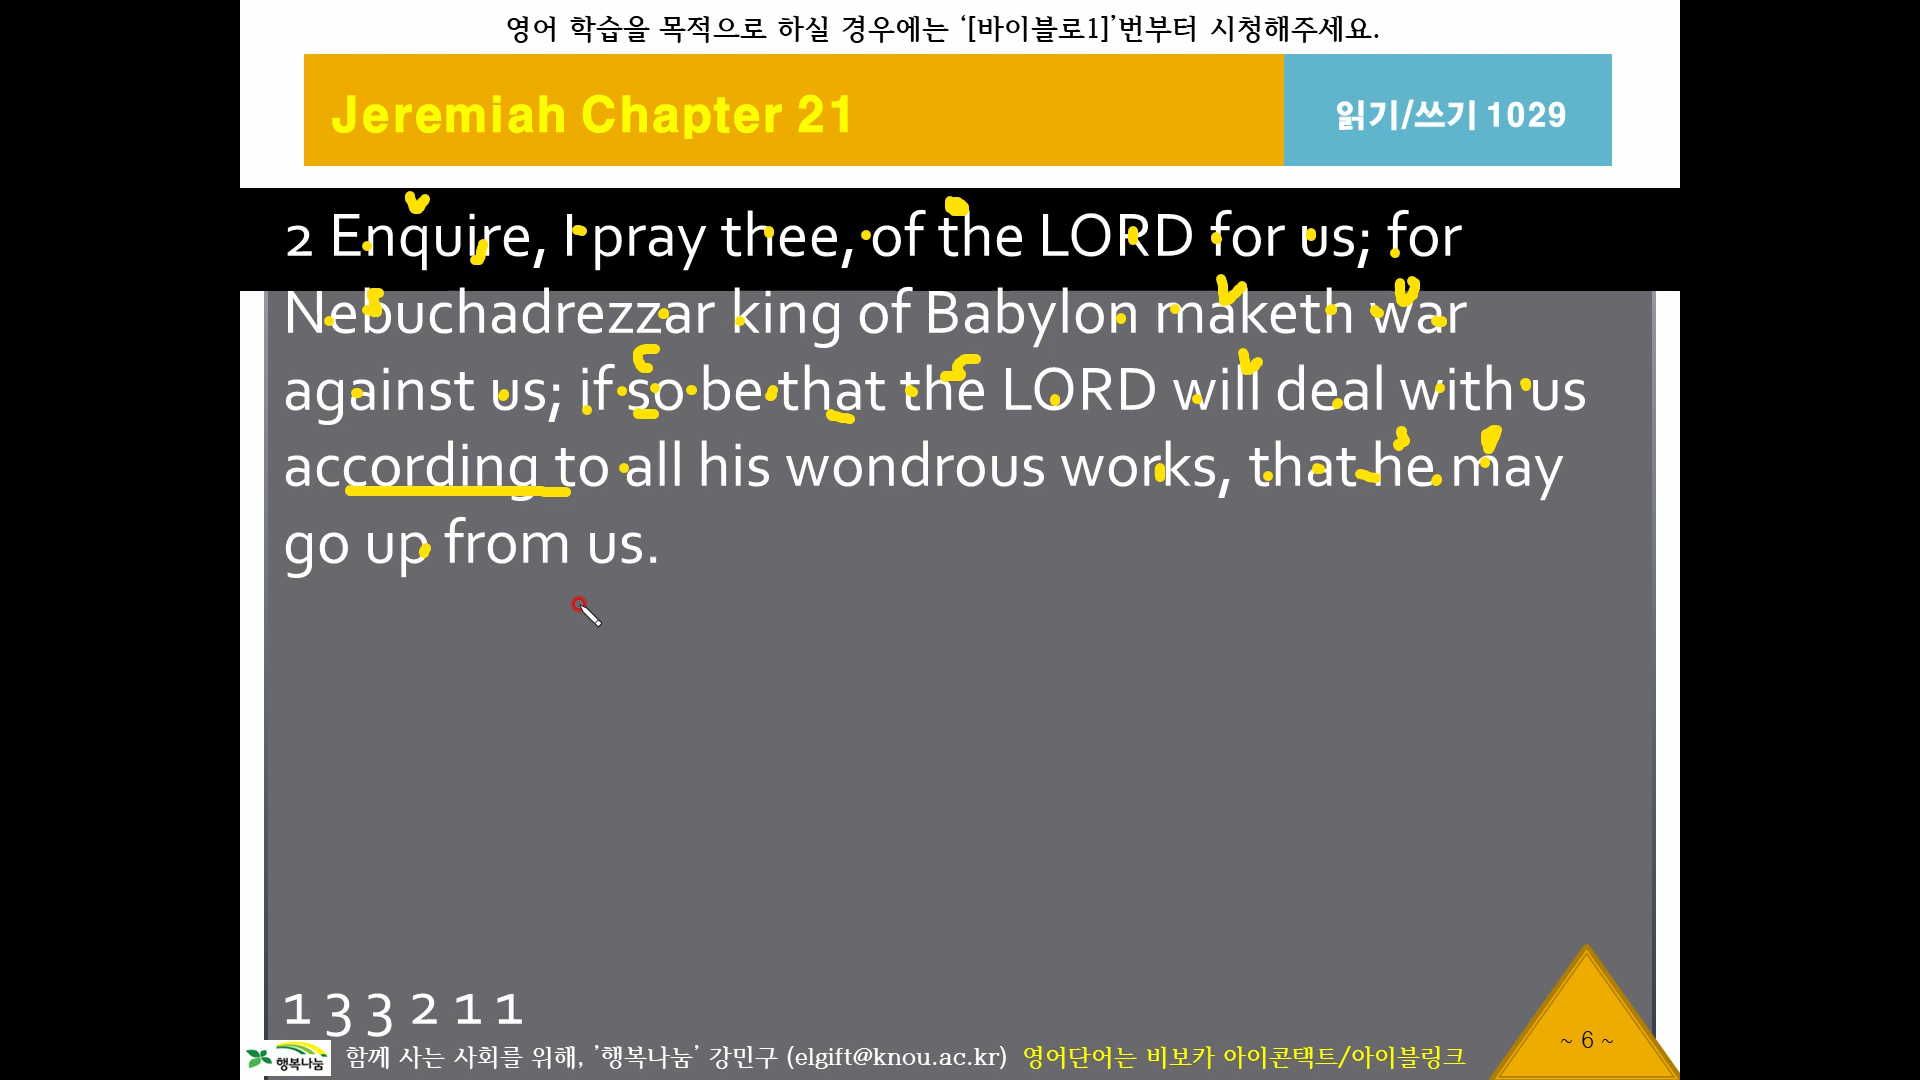 영어 학습을 목적으로 하실 경우에는 ‘[바이블로1]’번부터 시청해주세요.
Jeremiah Chapter 21
읽기/쓰기 1029
2 Enquire, I pray thee, of the LORD for us; for
Nebuchadrezzar king of Babylon maketh war
against us; if so be that the LORD will deal with us
according to all his wondrous works, that he may
go up from us.
1 3 3 2 1 1
행복나눔
함께 사는 사회를 위해, ’행복나눔’ 강민구 (elgift@knou.ac.kr) 영어단어는 비보카 아이콘택트/아이블링크
~ 6 ~